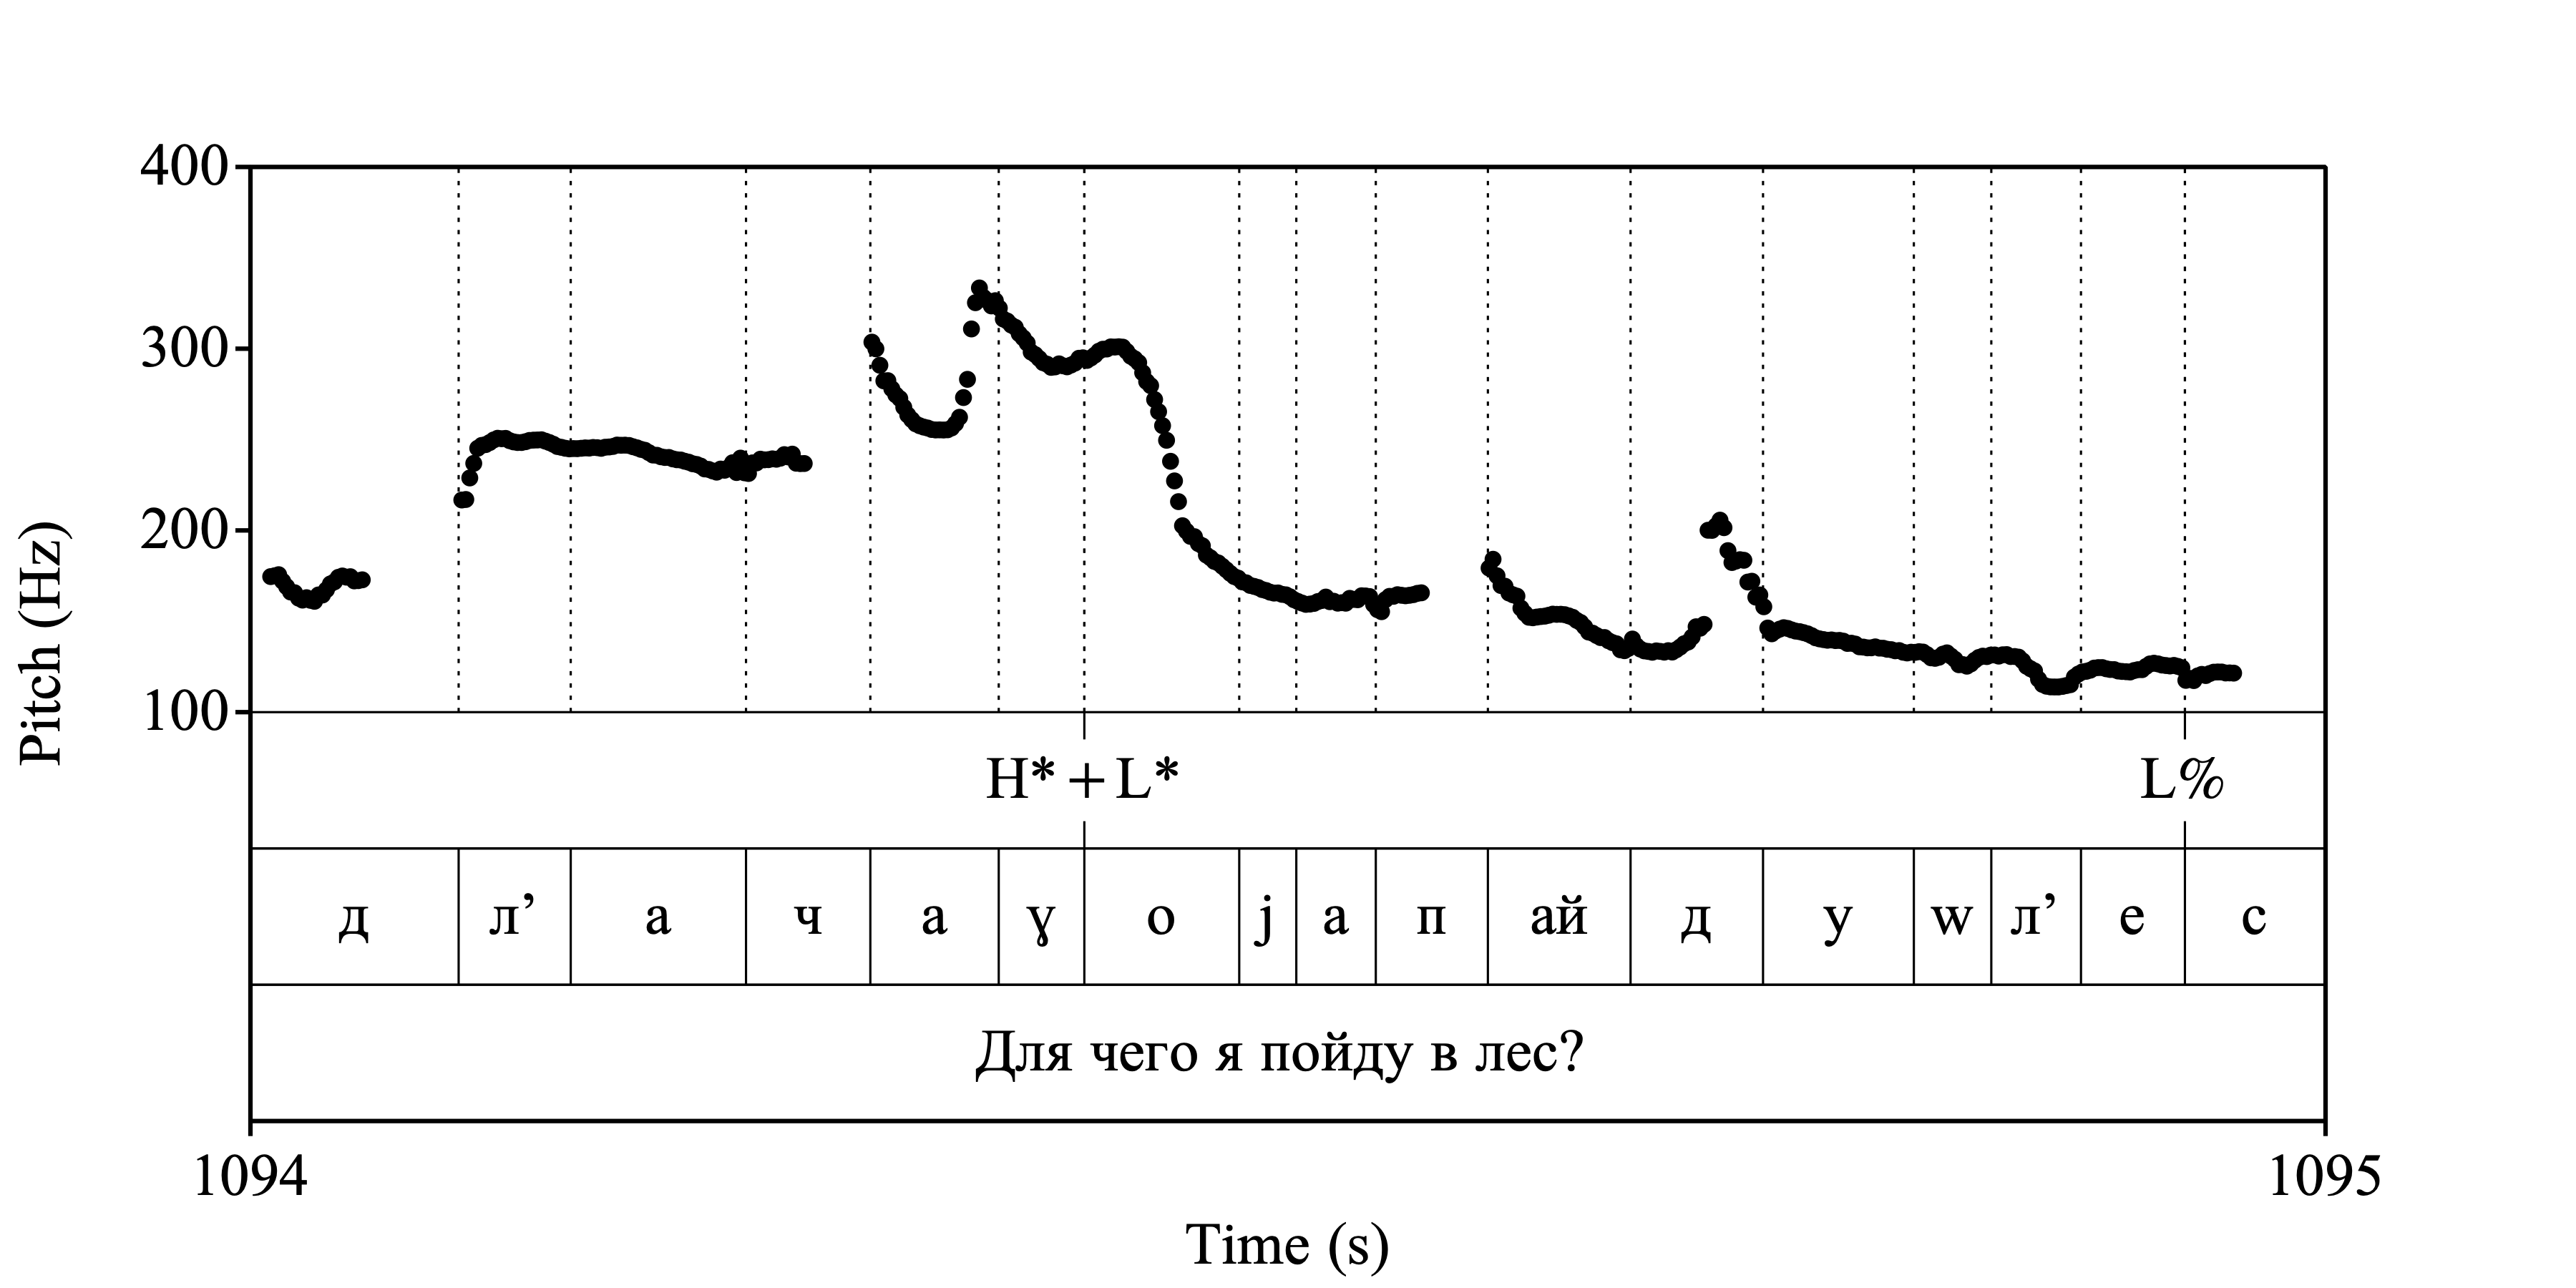 400
300
200
100
Pitch (Hz)
H* + L* L%
д л’ а ч а ɣ о j а п ай д у w л’ е с
Для чего я пойду в лес?
1094 1095
Time (s)